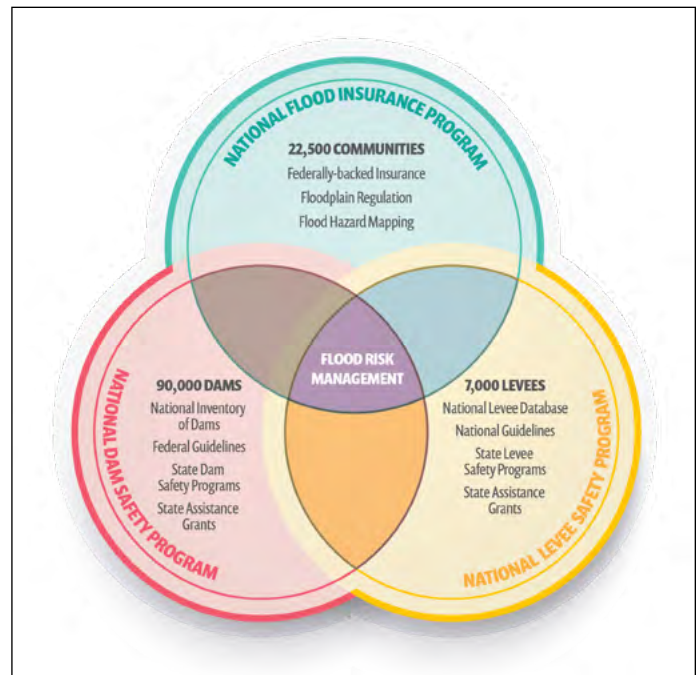 NATIONAL FLOOD INSURANCE PROGRAM
22,500 COMMUNITIES
Federally-backed Insurance
Floodplain Regulation
Flood Hazard Mapping
FLOOD RISK
MANAGEMENT
NATIONAL DAM SAFETY PROGRAM
90,000 DAMS
National Inventory
of Dams
Federal Guidelines
State Dam
Safety Programs
State Assistance
Grants
7,000 LEVEES
National Levee Database
National Guidelines
State Levee
Safety Programs
State Assistance
Grants
NATIONAL LEVEE SAFETY PROGRAM